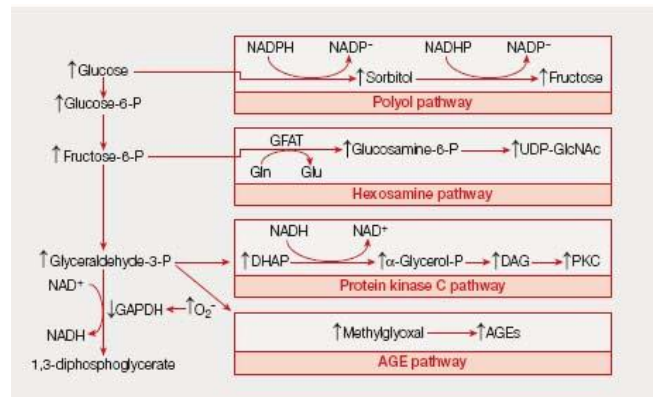 NADPH NADP⁻ NADHP NADP⁻
↑Glucose ↑Sorbitol ↑Fructose
Polyol pathway
↑Glucose-6-P
GFAT
↑Fructose-6-P ↑Glucosamine-6-P ↑UDP-GlcNAc
Gln Glu
Hexosamine pathway
NADH NAD⁺
↑Glyceraldehyde-3-P ↑DHAP ↑α-Glycerol-P ↑DAG ↑PKC
Protein kinase C pathway
NAD⁺
↓GAPDH ↑O₂⁻
NADH
↑Methylglyoxal ↑AGEs
AGE pathway
1,3-diphosphoglycerate